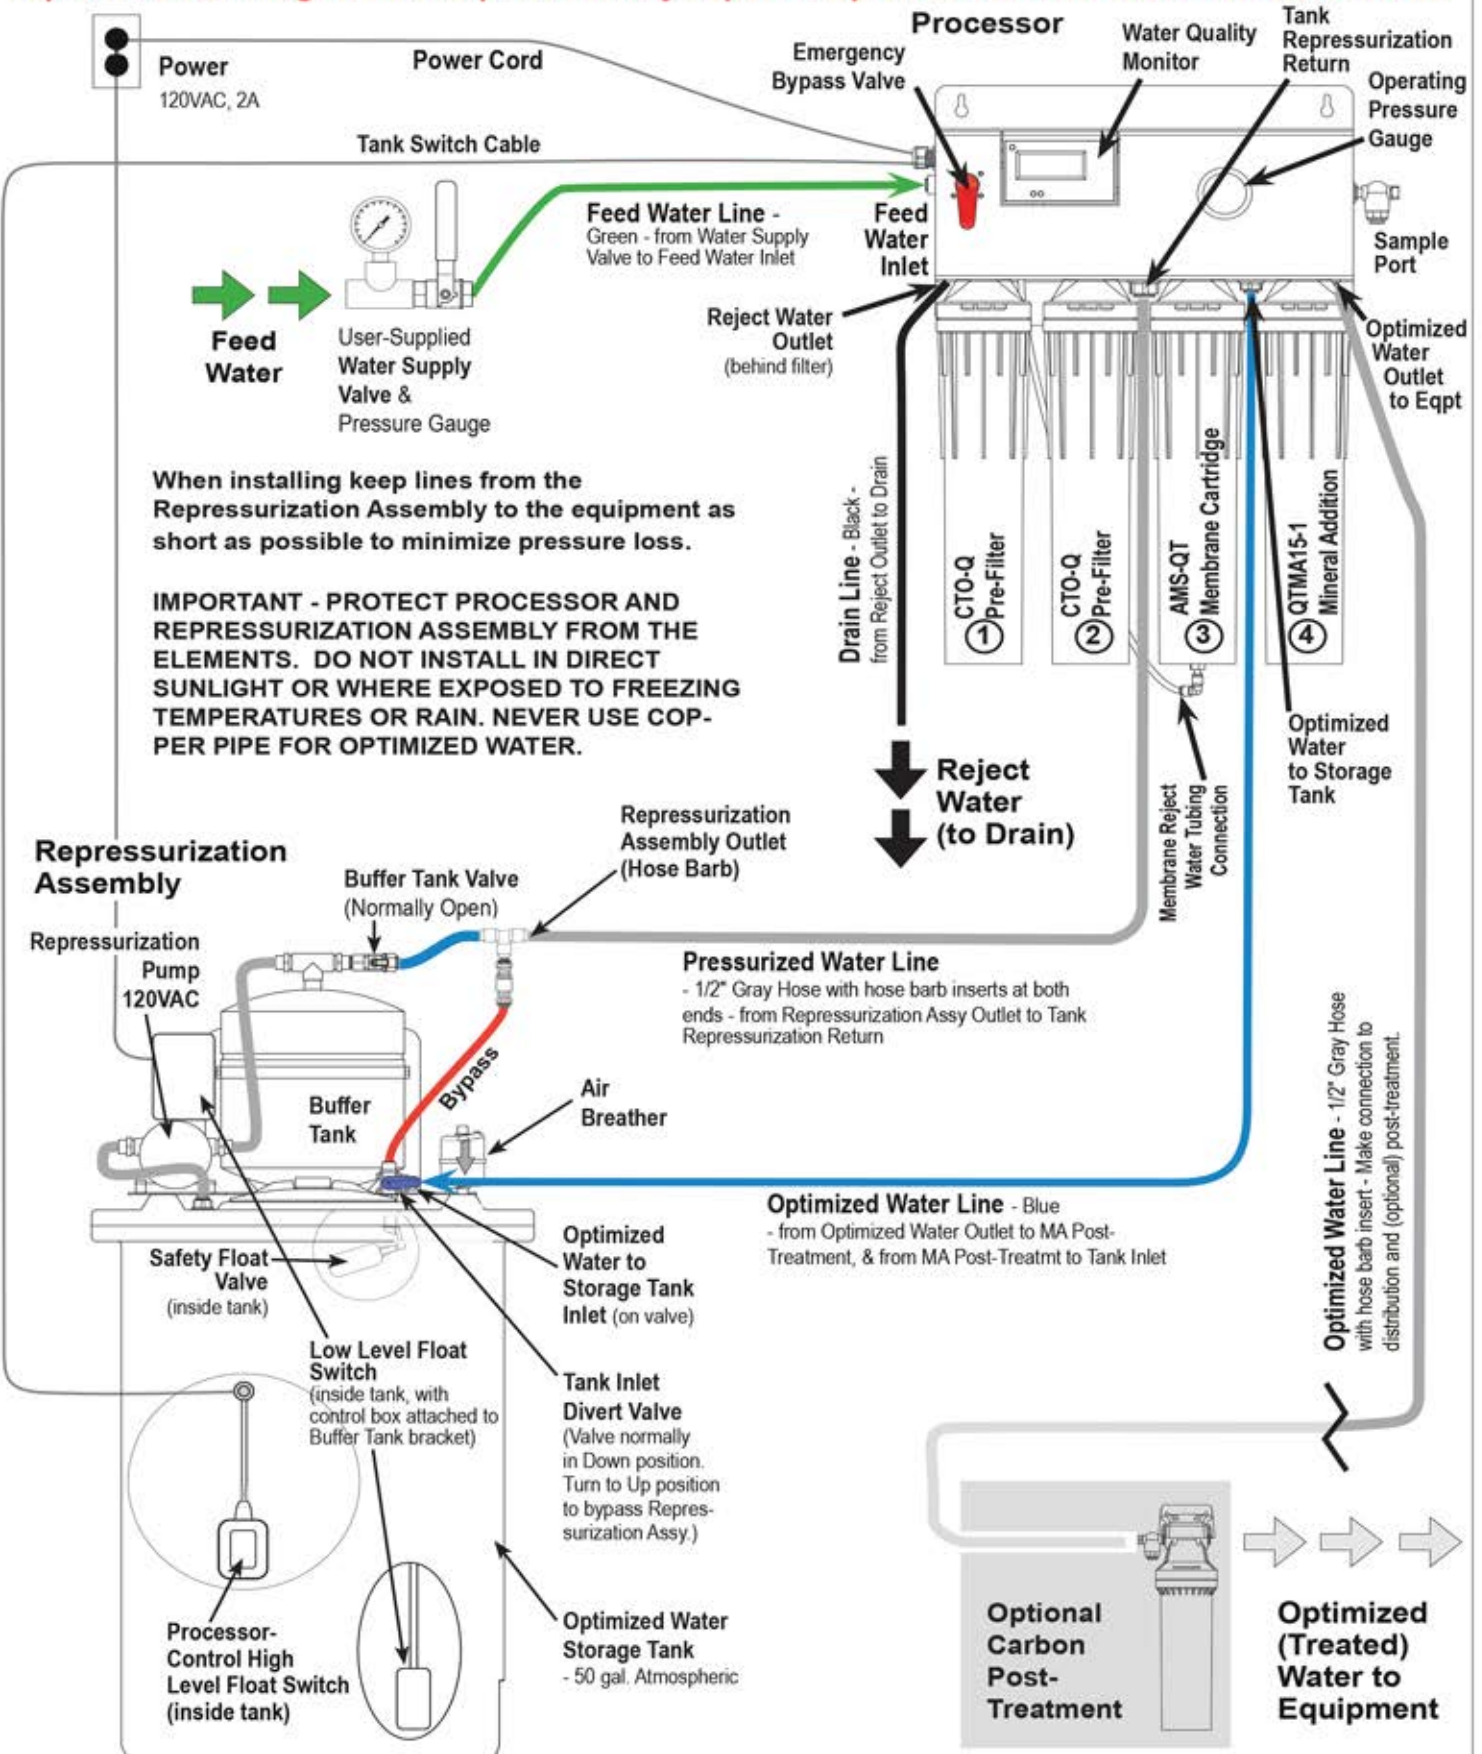 Processor
Power
120VAC, 2A
Power Cord
Emergency
Bypass Valve
Water Quality
Monitor
Tank
Repressurization
Return
Operating
Pressure
Gauge
Tank Switch Cable
Feed Water Line -
Green - from Water Supply
Valve to Feed Water Inlet
Feed
Water
Inlet
Sample
Port
Feed
Water
User-Supplied
Water Supply
Valve &
Pressure Gauge
Reject Water
Outlet
(behind filter)
Optimized
Water
Outlet
to Eqpt
When installing keep lines from the
Repressurization Assembly to the equipment as
short as possible to minimize pressure loss.
IMPORTANT - PROTECT PROCESSOR AND
REPRESSURIZATION ASSEMBLY FROM THE
ELEMENTS. DO NOT INSTALL IN DIRECT
SUNLIGHT OR WHERE EXPOSED TO FREEZING
TEMPERATURES OR RAIN. NEVER USE COP-
PER PIPE FOR OPTIMIZED WATER.
Drain Line - Black -
from Reject Outlet to Drain
CTO-Q
Pre-Filter
1
CTO-Q
Pre-Filter
2
AMS-QT
Membrane Cartridge
3
QTMA15-1
Mineral Addition
4
Reject
Water
(to Drain)
Membrane Reject
Water Tubing
Connection
Optimized
Water
to Storage
Tank
Repressurization
Assembly
Repressurization
Pump
120VAC
Buffer Tank Valve
(Normally Open)
Repressurization
Assembly Outlet
(Hose Barb)
Pressurized Water Line
- 1/2" Gray Hose with hose barb inserts at both
ends - from Repressurization Assy Outlet to Tank
Repressurization Return
Buffer
Tank
Bypass
Air
Breather
Optimized Water Line - Blue
- from Optimized Water Outlet to MA Post-
Treatment, & from MA Post-Treatmt to Tank Inlet
Optimized Water Line - 1/2" Gray Hose
with hose barb insert - Make connection to
distribution and (optional) post-treatment.
Safety Float
Valve
(inside tank)
Optimized
Water to
Storage Tank
Inlet (on valve)
Low Level Float
Switch
(inside tank, with
control box attached to
Buffer Tank bracket)
Tank Inlet
Divert Valve
(Valve normally
in Down position.
Turn to Up position
to bypass Repres-
surization Assy.)
Processor-
Control High
Level Float Switch
(inside tank)
Optimized Water
Storage Tank
- 50 gal. Atmospheric
Optional
Carbon
Post-
Treatment
Optimized
(Treated)
Water to
Equipment